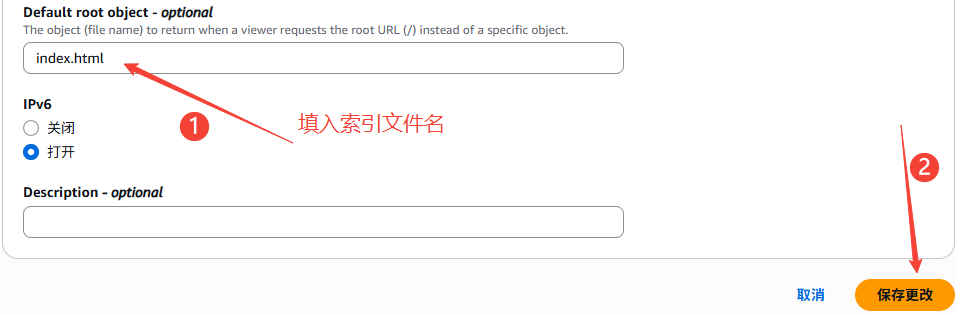 Default root object - optional
The object (file name) to return when a viewer requests the root URL (/) instead of a specific object.
index.html
IPv6
关闭
1
填入索引文件名
打开
2
Description - optional
取消
保存更改